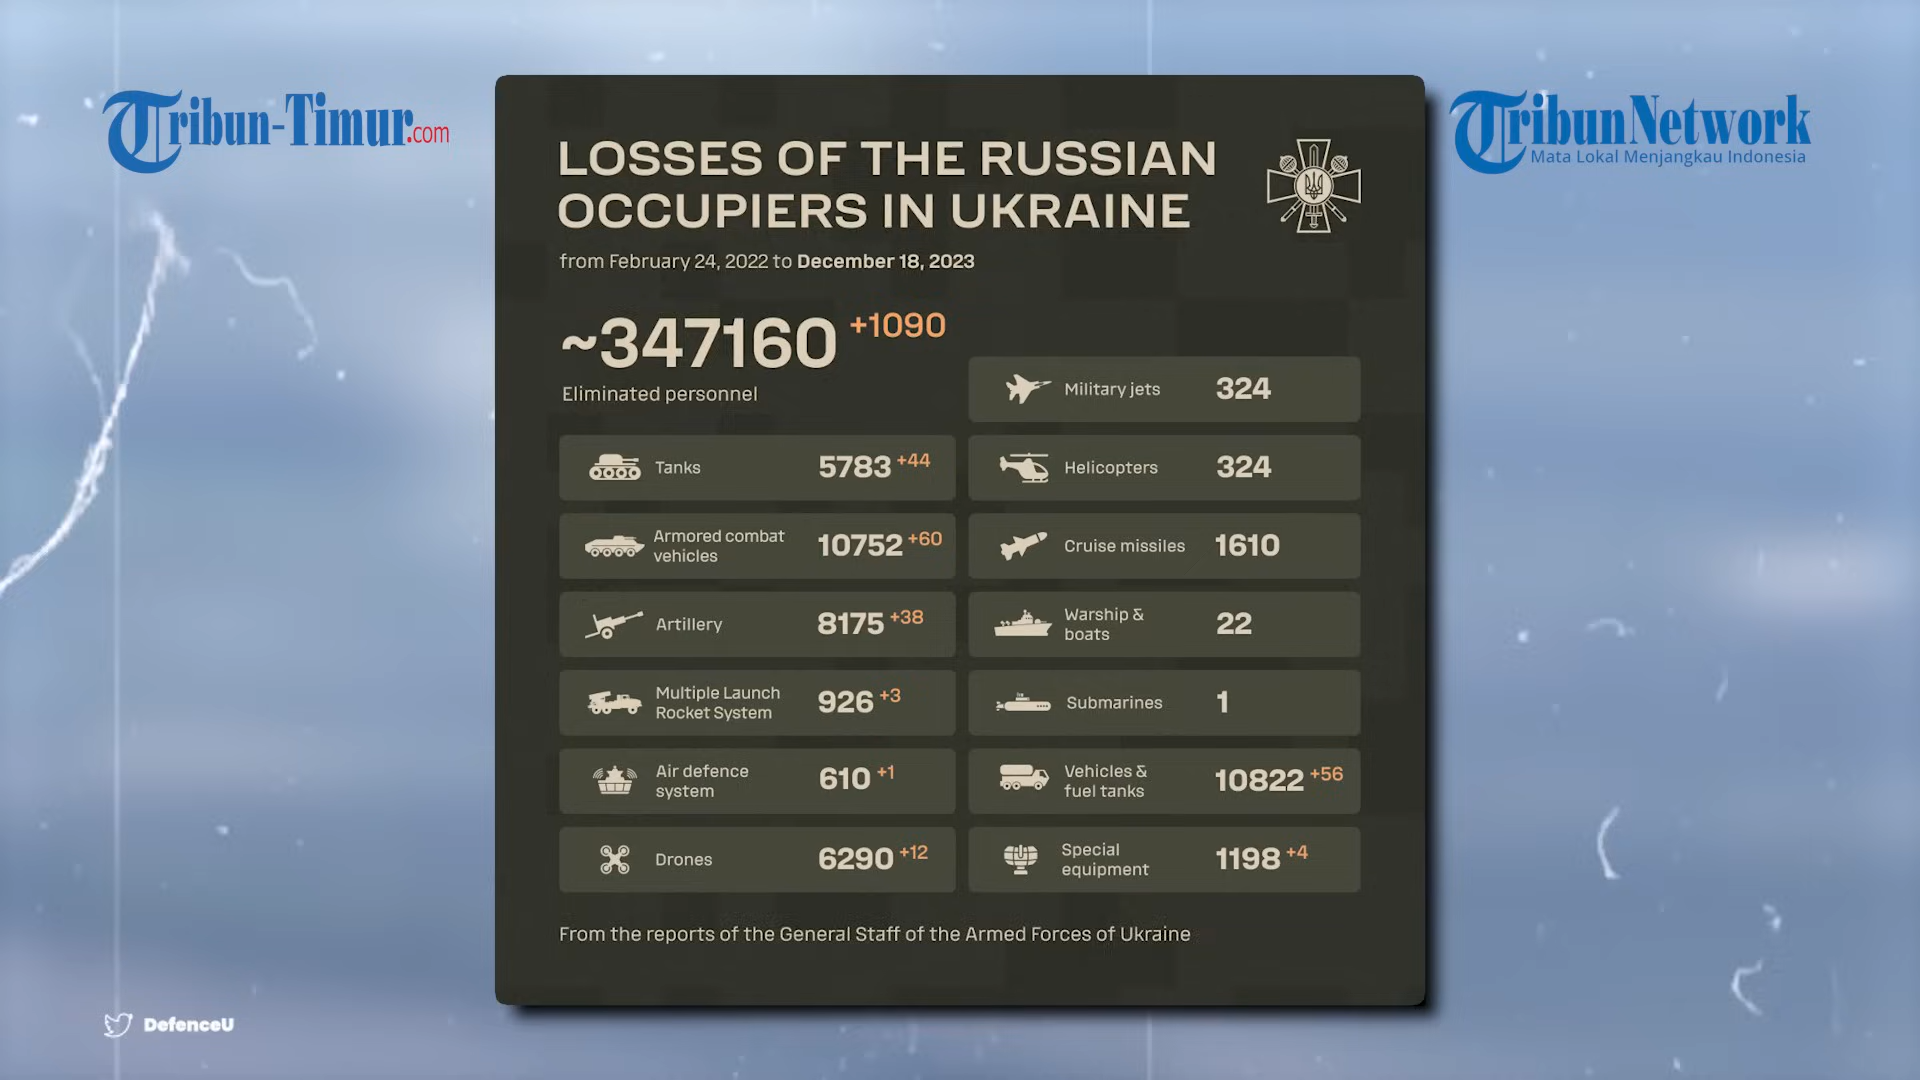 Tribun-Timur.com
TribunNetwork
Mata Lokal Menjangkau Indonesia
LOSSES OF THE RUSSIAN
OCCUPIERS IN UKRAINE
from February 24, 2022 to December 18, 2023
~347160 +1090
Eliminated personnel
Military jets 324
Tanks 5783 +44
Helicopters 324
Armored combat
vehicles 10752 +60
Cruise missiles 1610
Artillery 8175 +38
Warship &
boats 22
Multiple Launch
Rocket System 926 +3
Submarines 1
Air defence
system 610 +1
Vehicles &
fuel tanks 10822 +56
Drones 6290 +12
Special
equipment 1198 +4
From the reports of the General Staff of the Armed Forces of Ukraine
DefenceU